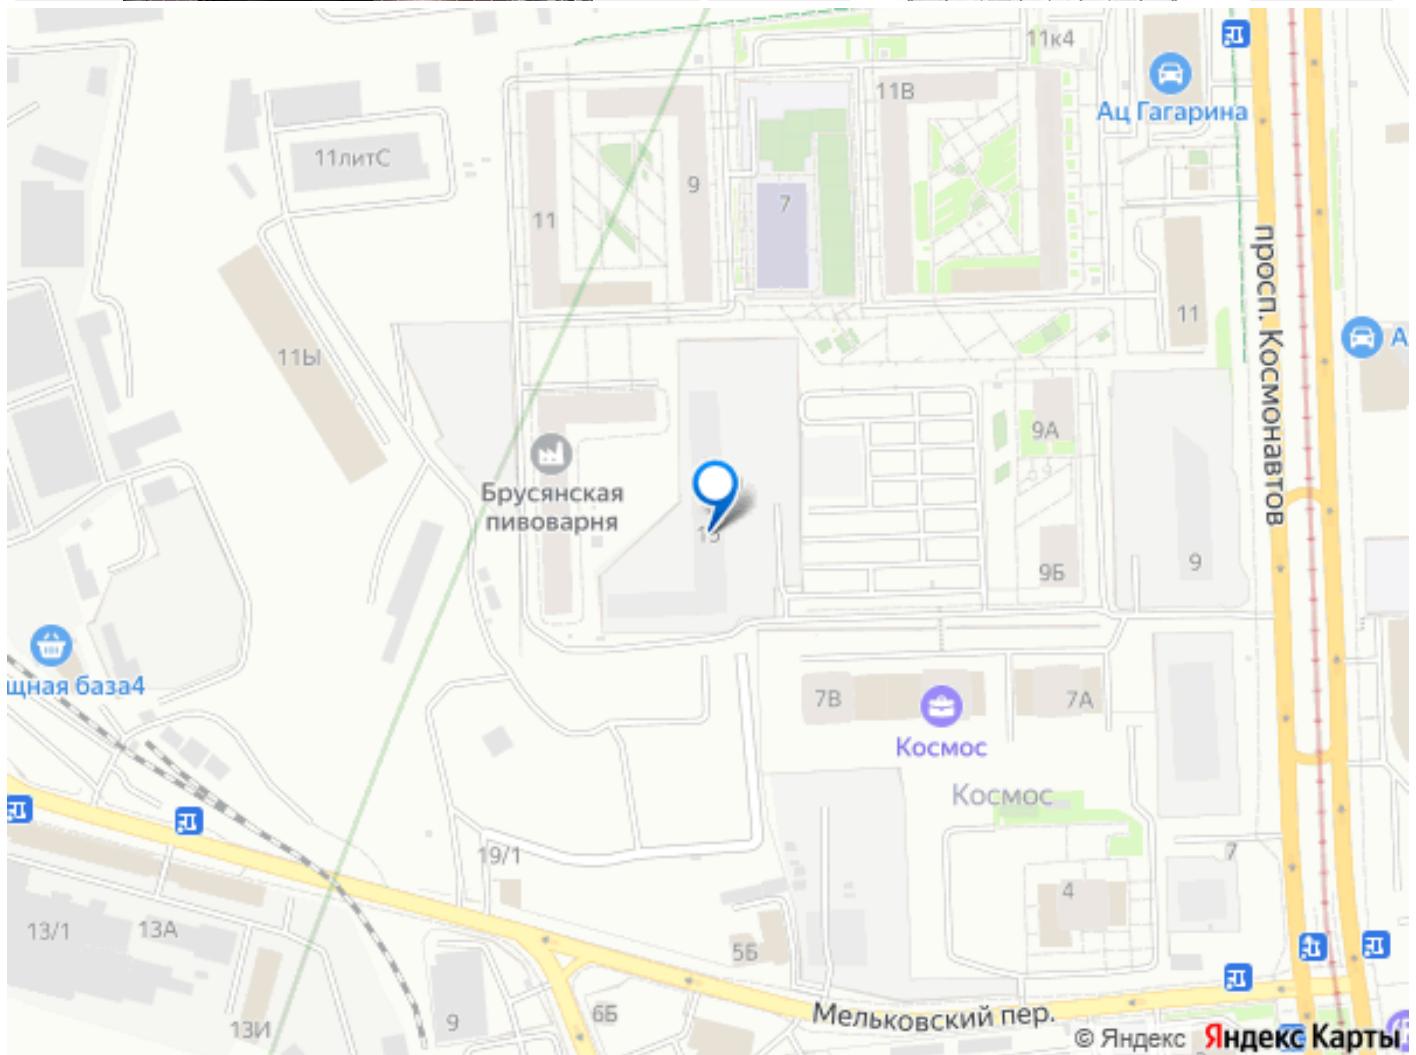 11к4
Ац Гагарина
11В
11литС
9
7
11
просп. Космонавтов
11
11Ы
А
9А
Брусянская
пивоварня
9Б
9
щная база4
7В
7А
Космос
Космос
19/1
7
4
13/1
13А
5Б
6Б
9
13И
Мельковский пер.
© Яндекс Яндекс Карты